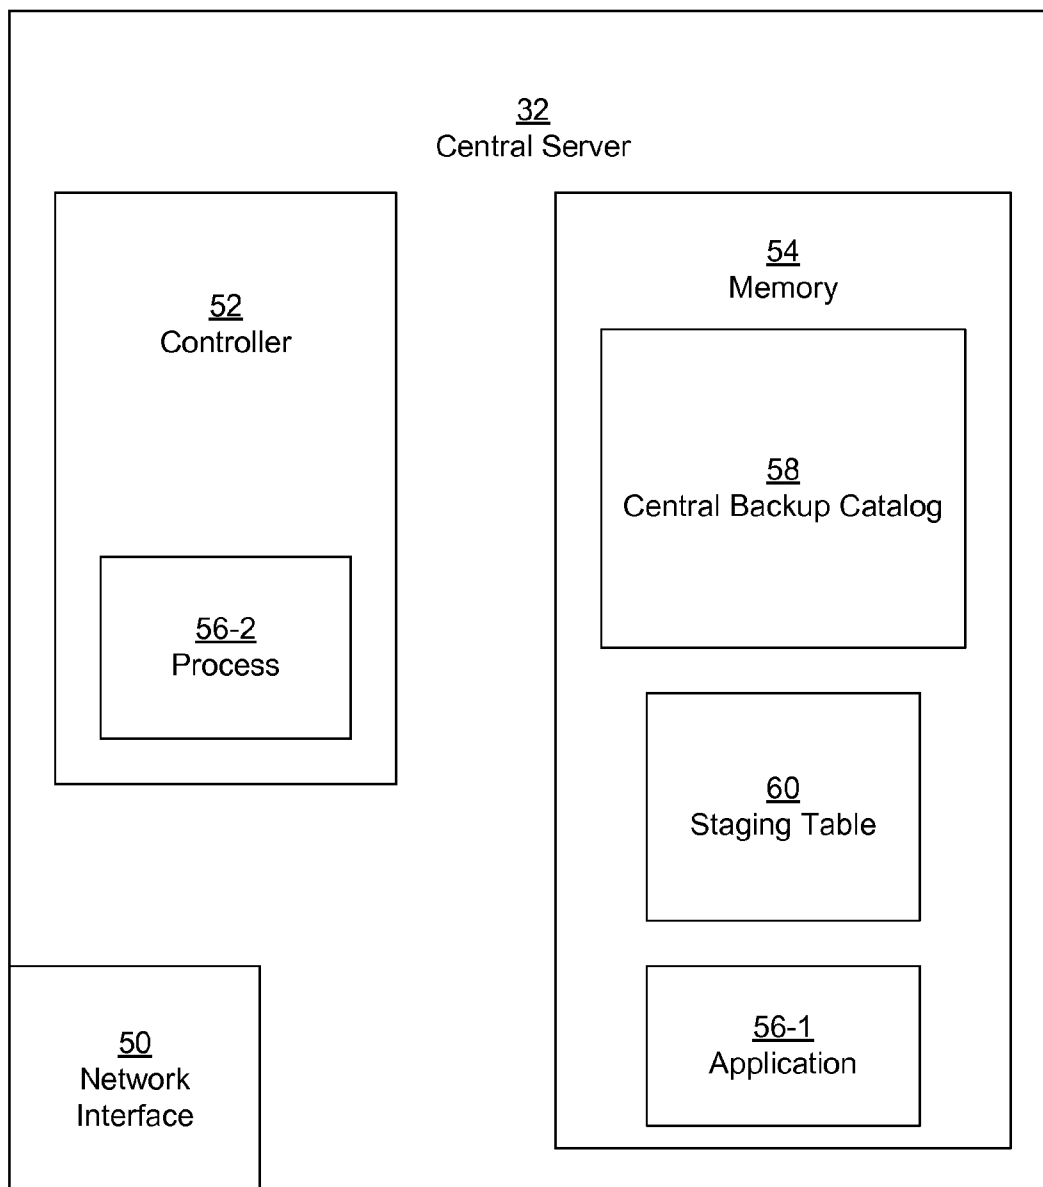 32
Central Server
52
Controller
56-2
Process
50
Network
Interface
54
Memory
58
Central Backup Catalog
60
Staging Table
56-1
Application